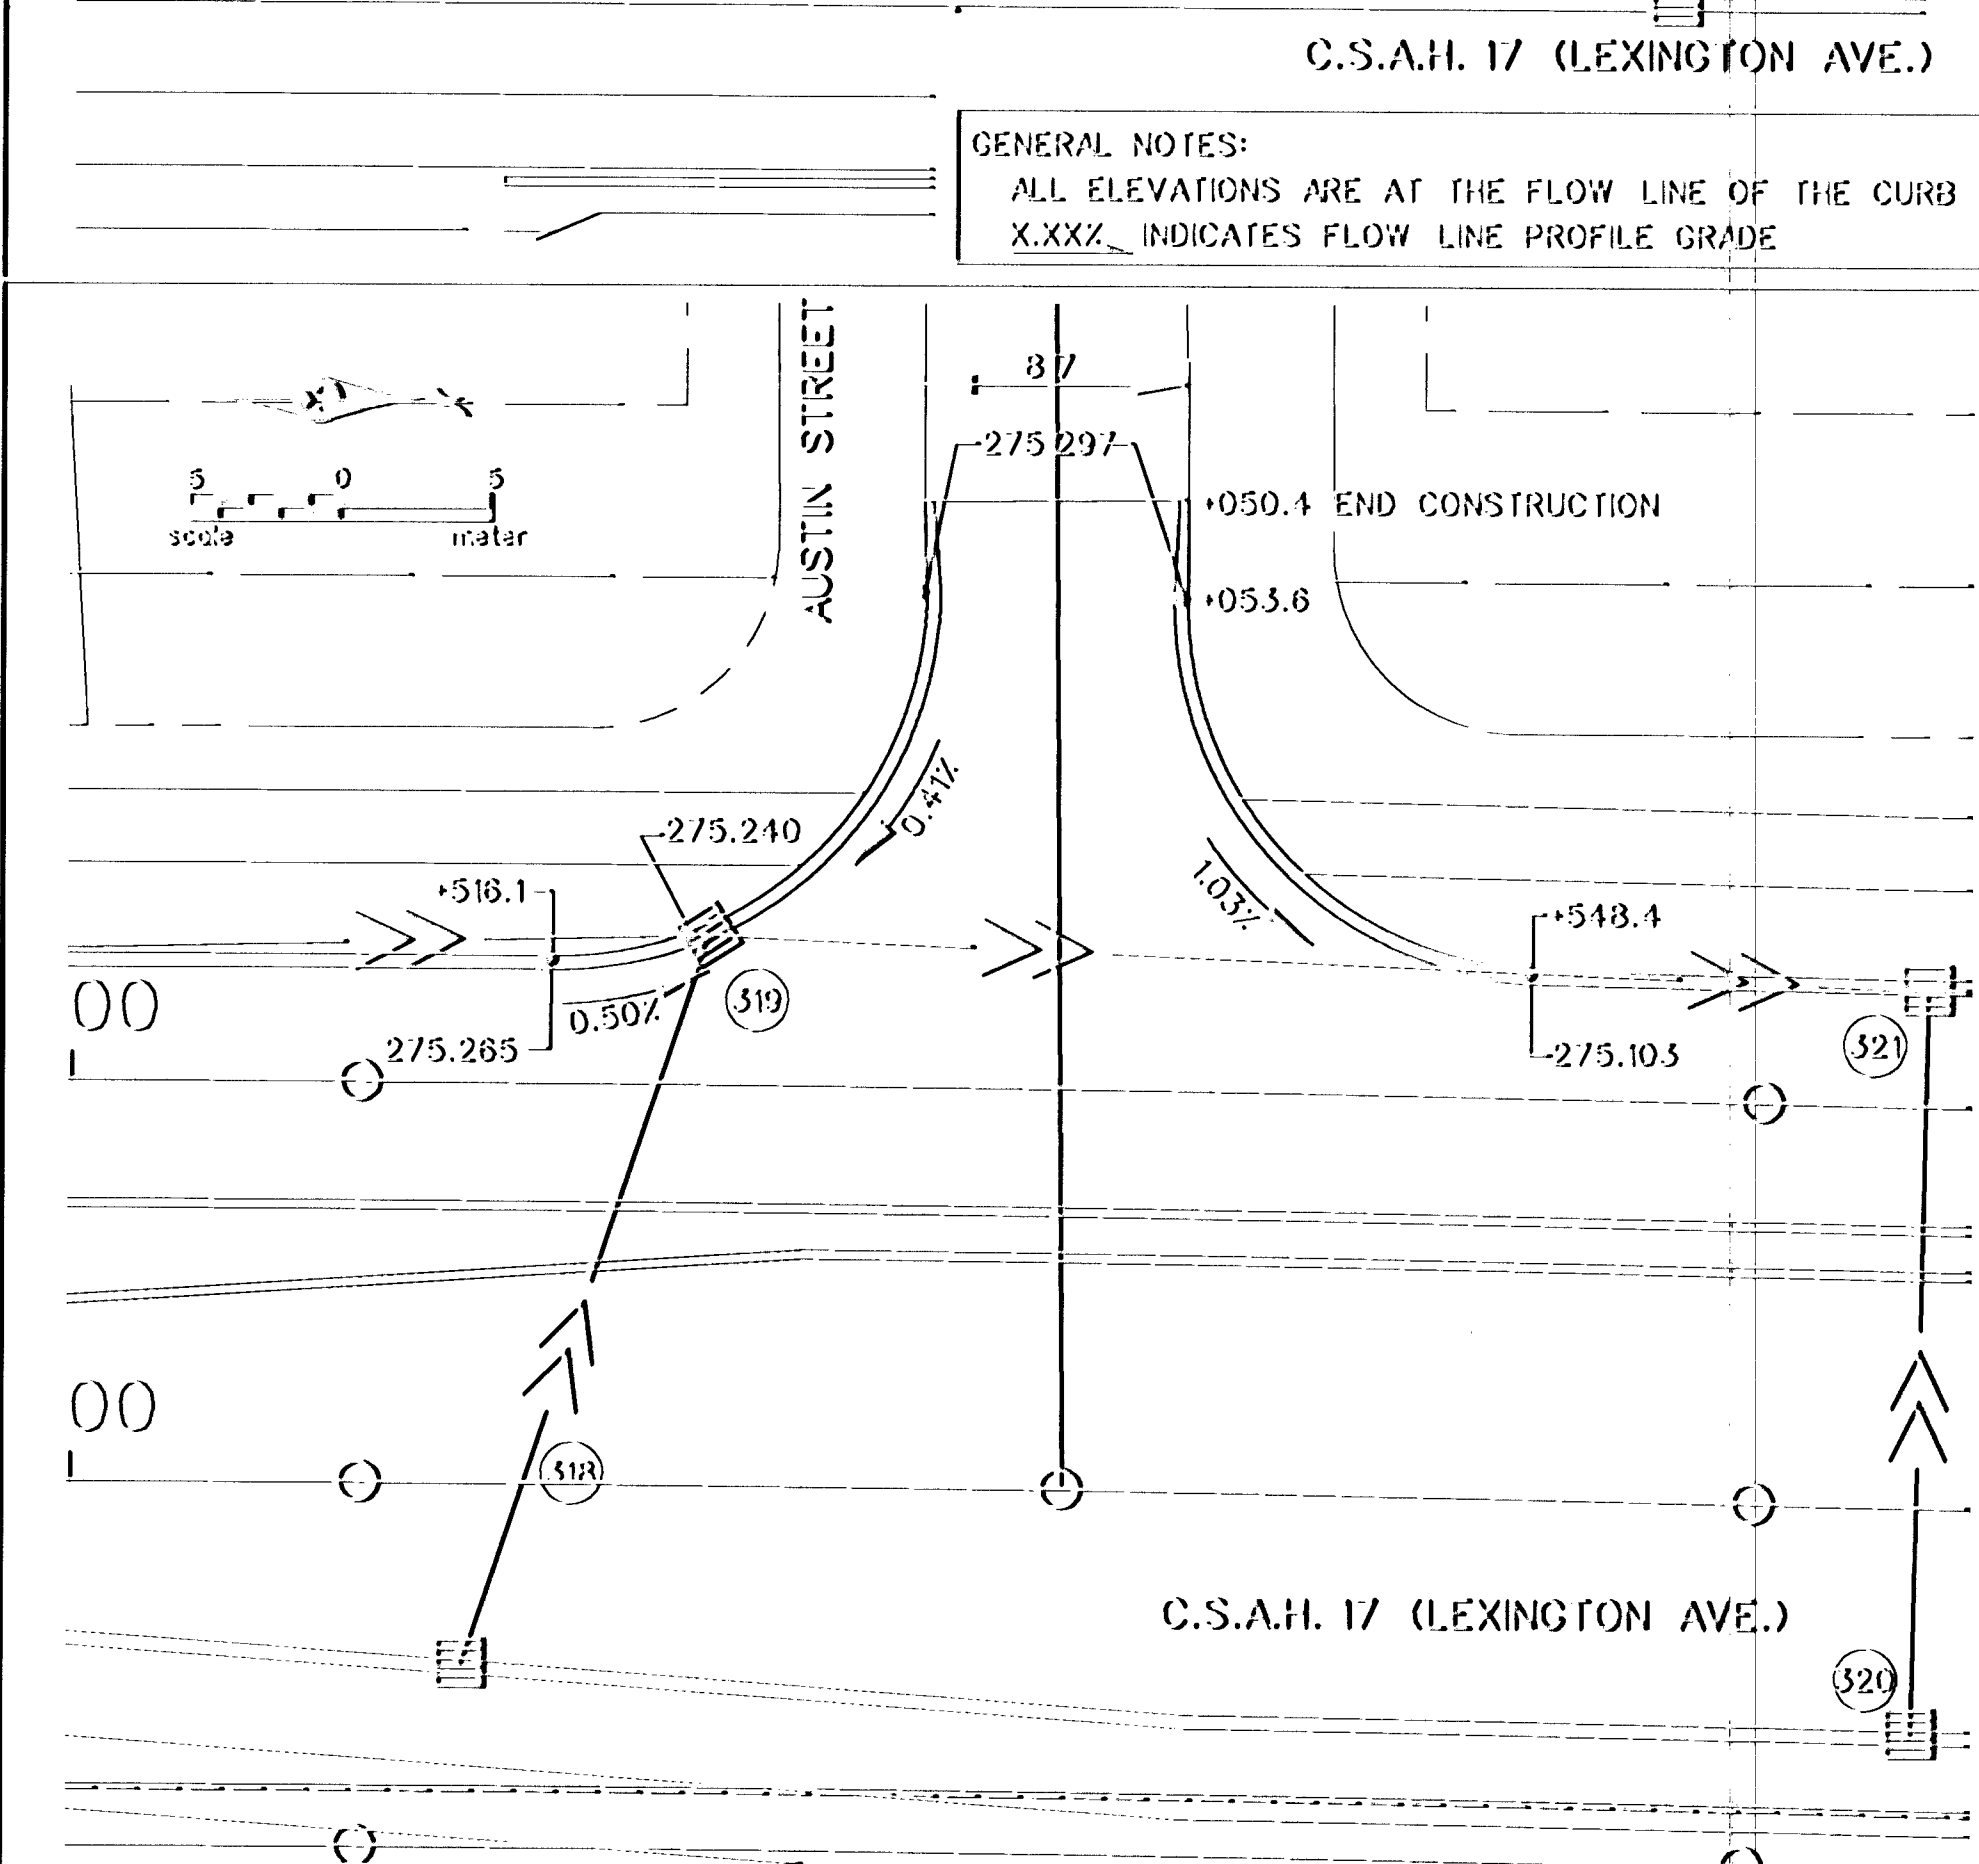 C.S.A.H. 17 (LEXINGTON AVE.)
GENERAL NOTES:
ALL ELEVATIONS ARE AT THE FLOW LINE OF THE CURB
X.XX% INDICATES FLOW LINE PROFILE GRADE
AUSTIN STREET
8.7
275.297
5 0 5
scale meter
+050.4 END CONSTRUCTION
+053.6
0.41%
275.240
1.03%
+516.1
+548.4
00
0.50%
319
275.265
275.103
321
00
318
C.S.A.H. 17 (LEXINGTON AVE.)
320